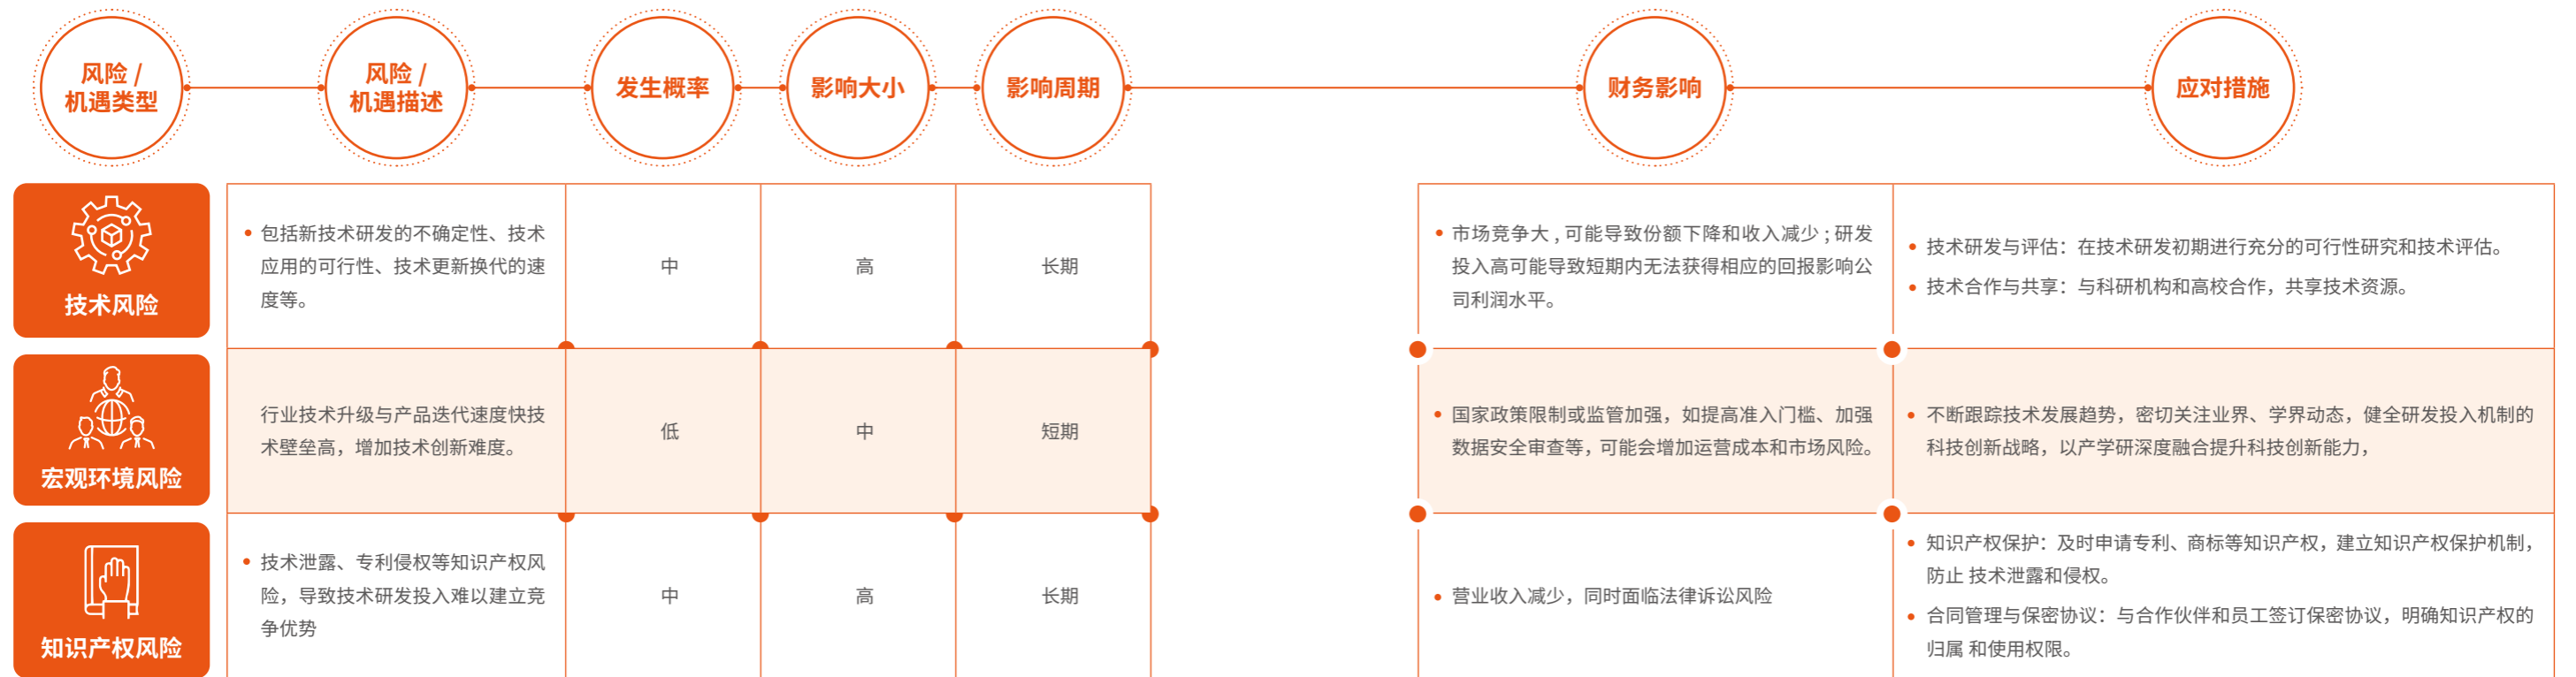 风险 /
机遇类型
风险 /
机遇描述
发生概率
影响大小
影响周期
财务影响
应对措施
技术风险
包括新技术研发的不确定性、技术
应用的可行性、技术更新换代的速
度等。
中
高
长期
市场竞争大 , 可能导致份额下降和收入减少 ; 研发
投入高可能导致短期内无法获得相应的回报影响公
司利润水平。
技术研发与评估：在技术研发初期进行充分的可行性研究和技术评估。
技术合作与共享：与科研机构和高校合作，共享技术资源。
宏观环境风险
行业技术升级与产品迭代速度快技
术壁垒高，增加技术创新难度。
低
中
短期
国家政策限制或监管加强，如提高准入门槛、加强
数据安全审查等，可能会增加运营成本和市场风险。
不断跟踪技术发展趋势，密切关注业界、学界动态，健全研发投入机制的
科技创新战略，以产学研深度融合提升科技创新能力，
知识产权风险
技术泄露、专利侵权等知识产权风
险，导致技术研发投入难以建立竞
争优势
中
高
长期
营业收入减少，同时面临法律诉讼风险
知识产权保护：及时申请专利、商标等知识产权，建立知识产权保护机制，
防止 技术泄露和侵权。
合同管理与保密协议：与合作伙伴和员工签订保密协议，明确知识产权的
归属 和使用权限。